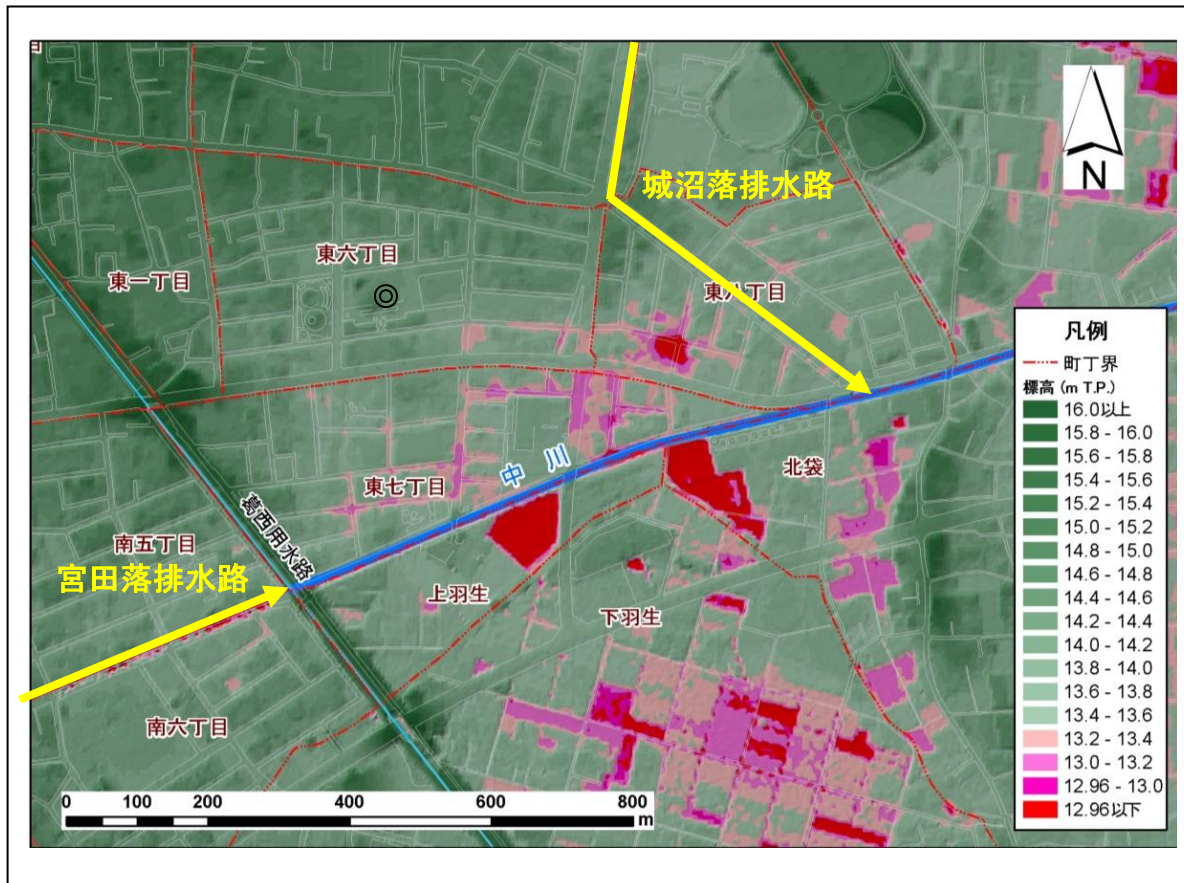 城沼落排水路
N
東六丁目
東一丁目
東八丁目
凡例
町丁界
標高 (m T.P.)
16.0以上
15.8 - 16.0
15.6 - 15.8
15.4 - 15.6
15.2 - 15.4
15.0 - 15.2
14.8 - 15.0
14.6 - 14.8
14.4 - 14.6
14.2 - 14.4
14.0 - 14.2
13.8 - 14.0
13.6 - 13.8
13.4 - 13.6
13.2 - 13.4
13.0 - 13.2
12.96 - 13.0
12.96以下
中川
北袋
東七丁目
葛西用水路
南五丁目
宮田落排水路
上羽生
下羽生
南六丁目
0 100 200 400 600 800
m